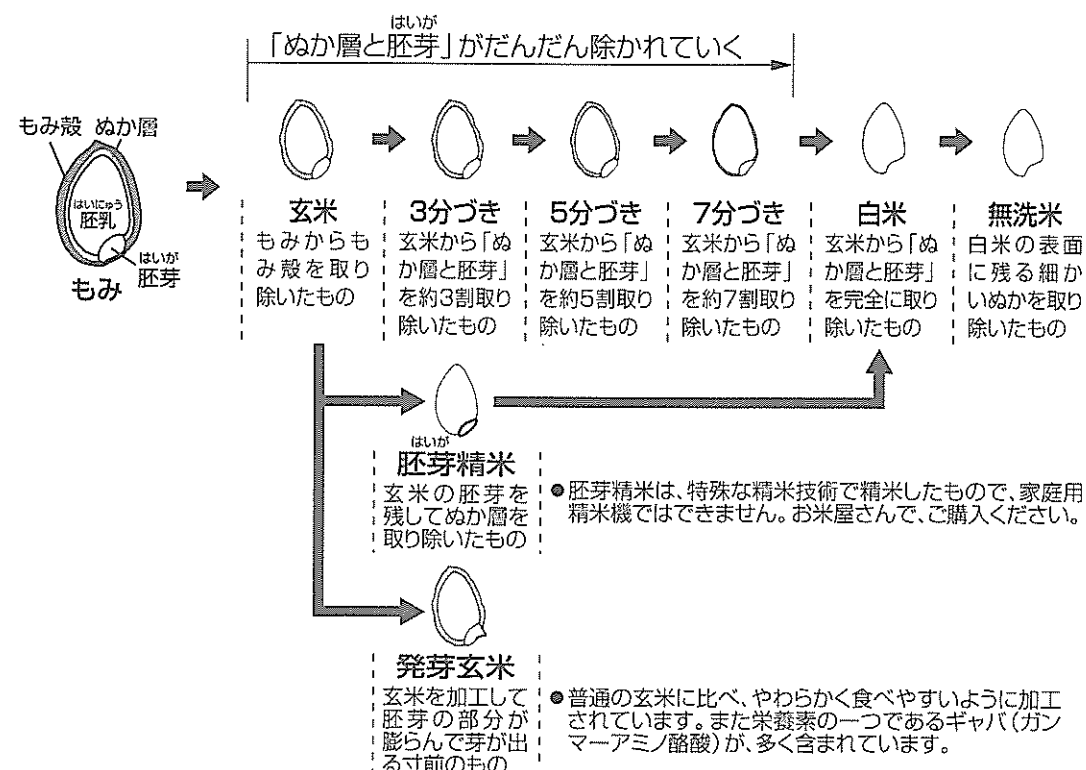 はいが
「ぬか層と胚芽」がだんだん除かれていく
もみ殻 ぬか層
はいにゅう
胚乳
はいが
胚芽
もみ
玄米
もみからも
み殻を取り
除いたもの
3分づき
玄米から「ぬ
か層と胚芽」
を約3割取り
除いたもの
5分づき
玄米から「ぬ
か層と胚芽」
を約5割取り
除いたもの
7分づき
玄米から「ぬ
か層と胚芽」
を約7割取り
除いたもの
白米
玄米から「ぬ
か層と胚芽」
を完全に取り
除いたもの
無洗米
白米の表面
に残る細か
いぬかを取り
除いたもの
はいが
胚芽精米
玄米の胚芽を
残してぬか層を
取り除いたもの
●胚芽精米は、特殊な精米技術で精米したもので、家庭用
精米機ではできません。お米屋さんで、ご購入ください。
発芽玄米
玄米を加工して
胚芽の部分が
膨らんで芽が出
る寸前のもの
●普通の玄米に比べ、やわらかく食べやすいように加工
されています。また栄養素の一つであるギャバ(ガン
マーアミノ酪酸)が、多く含まれています。